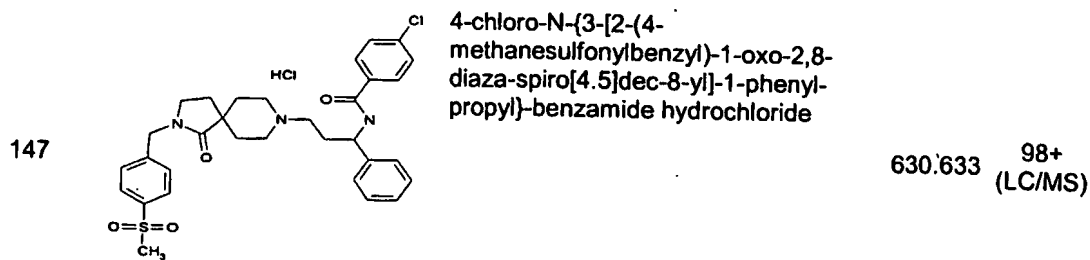 147
Cl
HCl
O
N
N
N
O
O=S=O
CH₃
4-chloro-N-{3-[2-(4-
methanesulfonylbenzyl)-1-oxo-2,8-
diaza-spiro[4.5]dec-8-yl]-1-phenyl-
propyl}-benzamide hydrochloride
630.633
98+
(LC/MS)